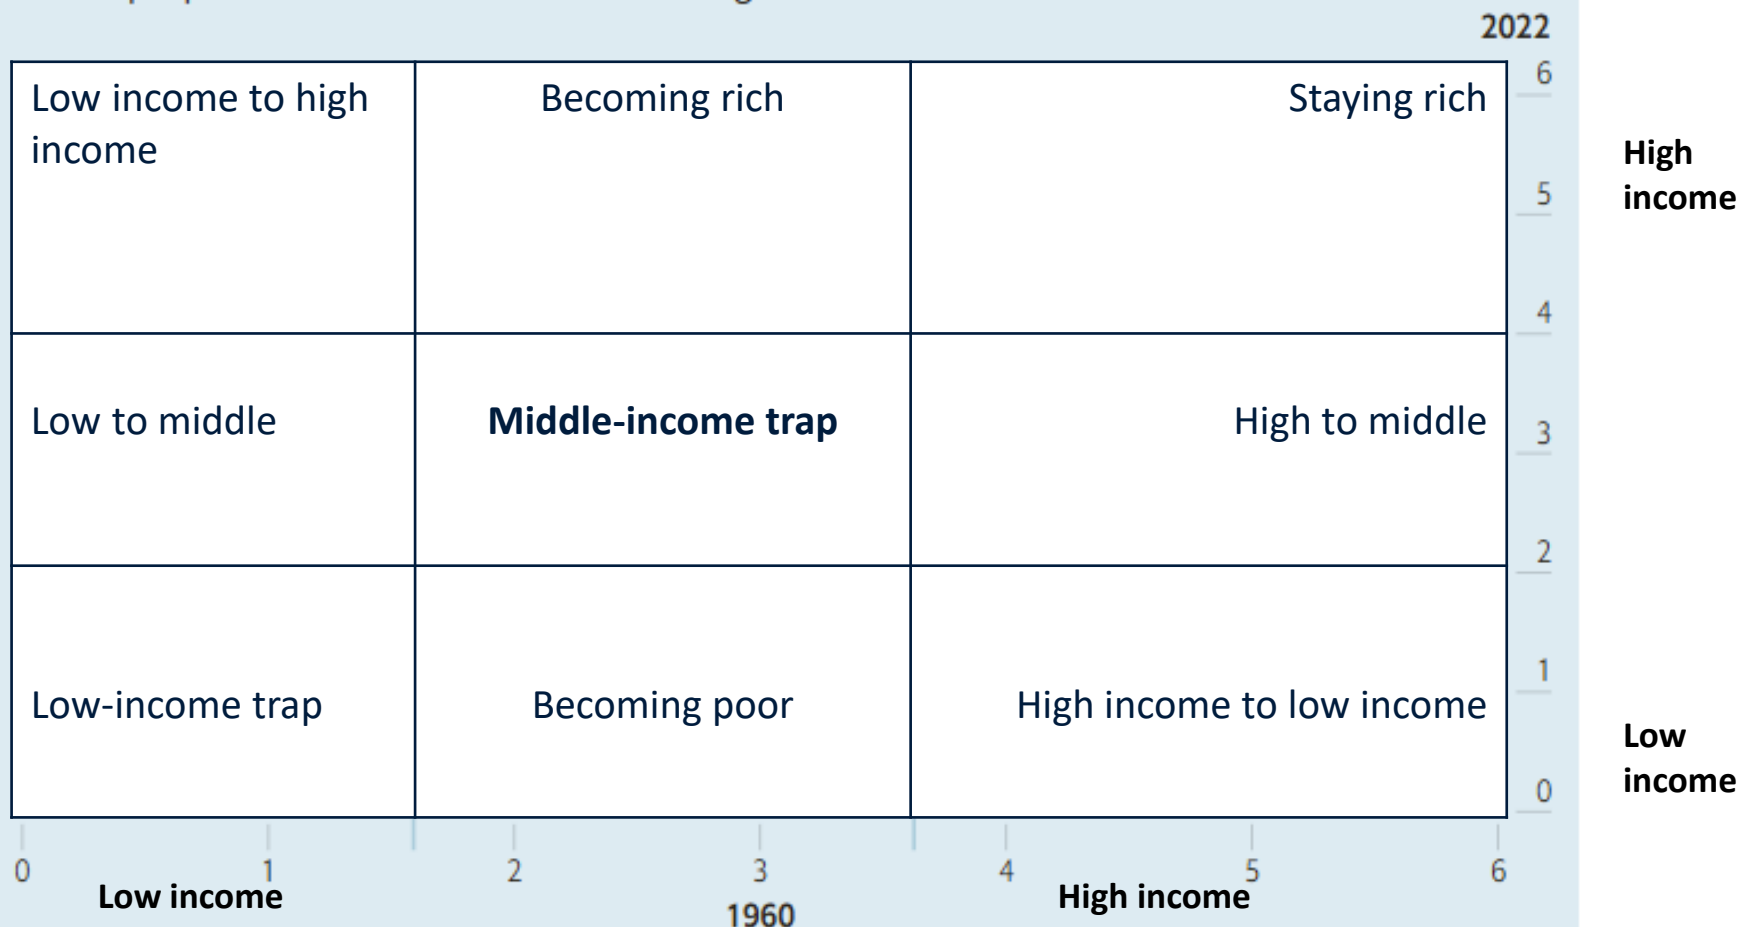 2022
Low income to high
income
Becoming rich
Staying rich
6
High
income
5
4
Low to middle
Middle-income trap
High to middle
3
2
1
Low-income trap
Becoming poor
High income to low income
Low
income
0
0 1 2 3 4 5 6
Low income
High income
1960